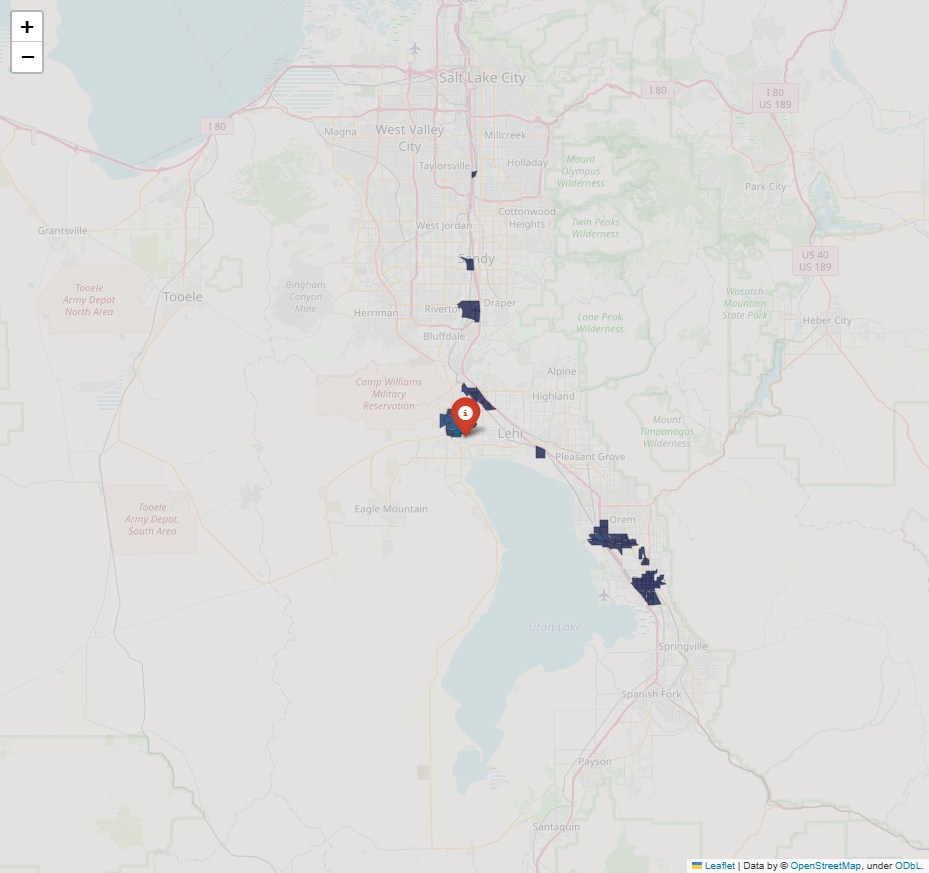 +
−
Salt Lake City
I 80
I 80
US 189
I 80
Magna
West Valley
City
Millcreek
Taylorsville
Holladay
Mount
Olympus
Wilderness
Park City
Grantsville
West Jordan
Cottonwood
Heights
Twin Peaks
Wilderness
Sandy
US 40
US 189
Tooele
Army Depot
North Area
Tooele
Bingham
Canyon
Mine
Herriman
Riverton
Draper
Lone Peak
Wilderness
Wasatch
Mountain
State Park
Heber City
Bluffdale
Camp Williams
Military
Reservation
Alpine
Highland
Lehi
Mount
Timpanogos
Wilderness
Pleasant Grove
Tooele
Army Depot,
South Area
Eagle Mountain
Orem
Utah Lake
Springville
Spanish Fork
Payson
Santaquin
Leaflet | Data by © OpenStreetMap, under ODbL.